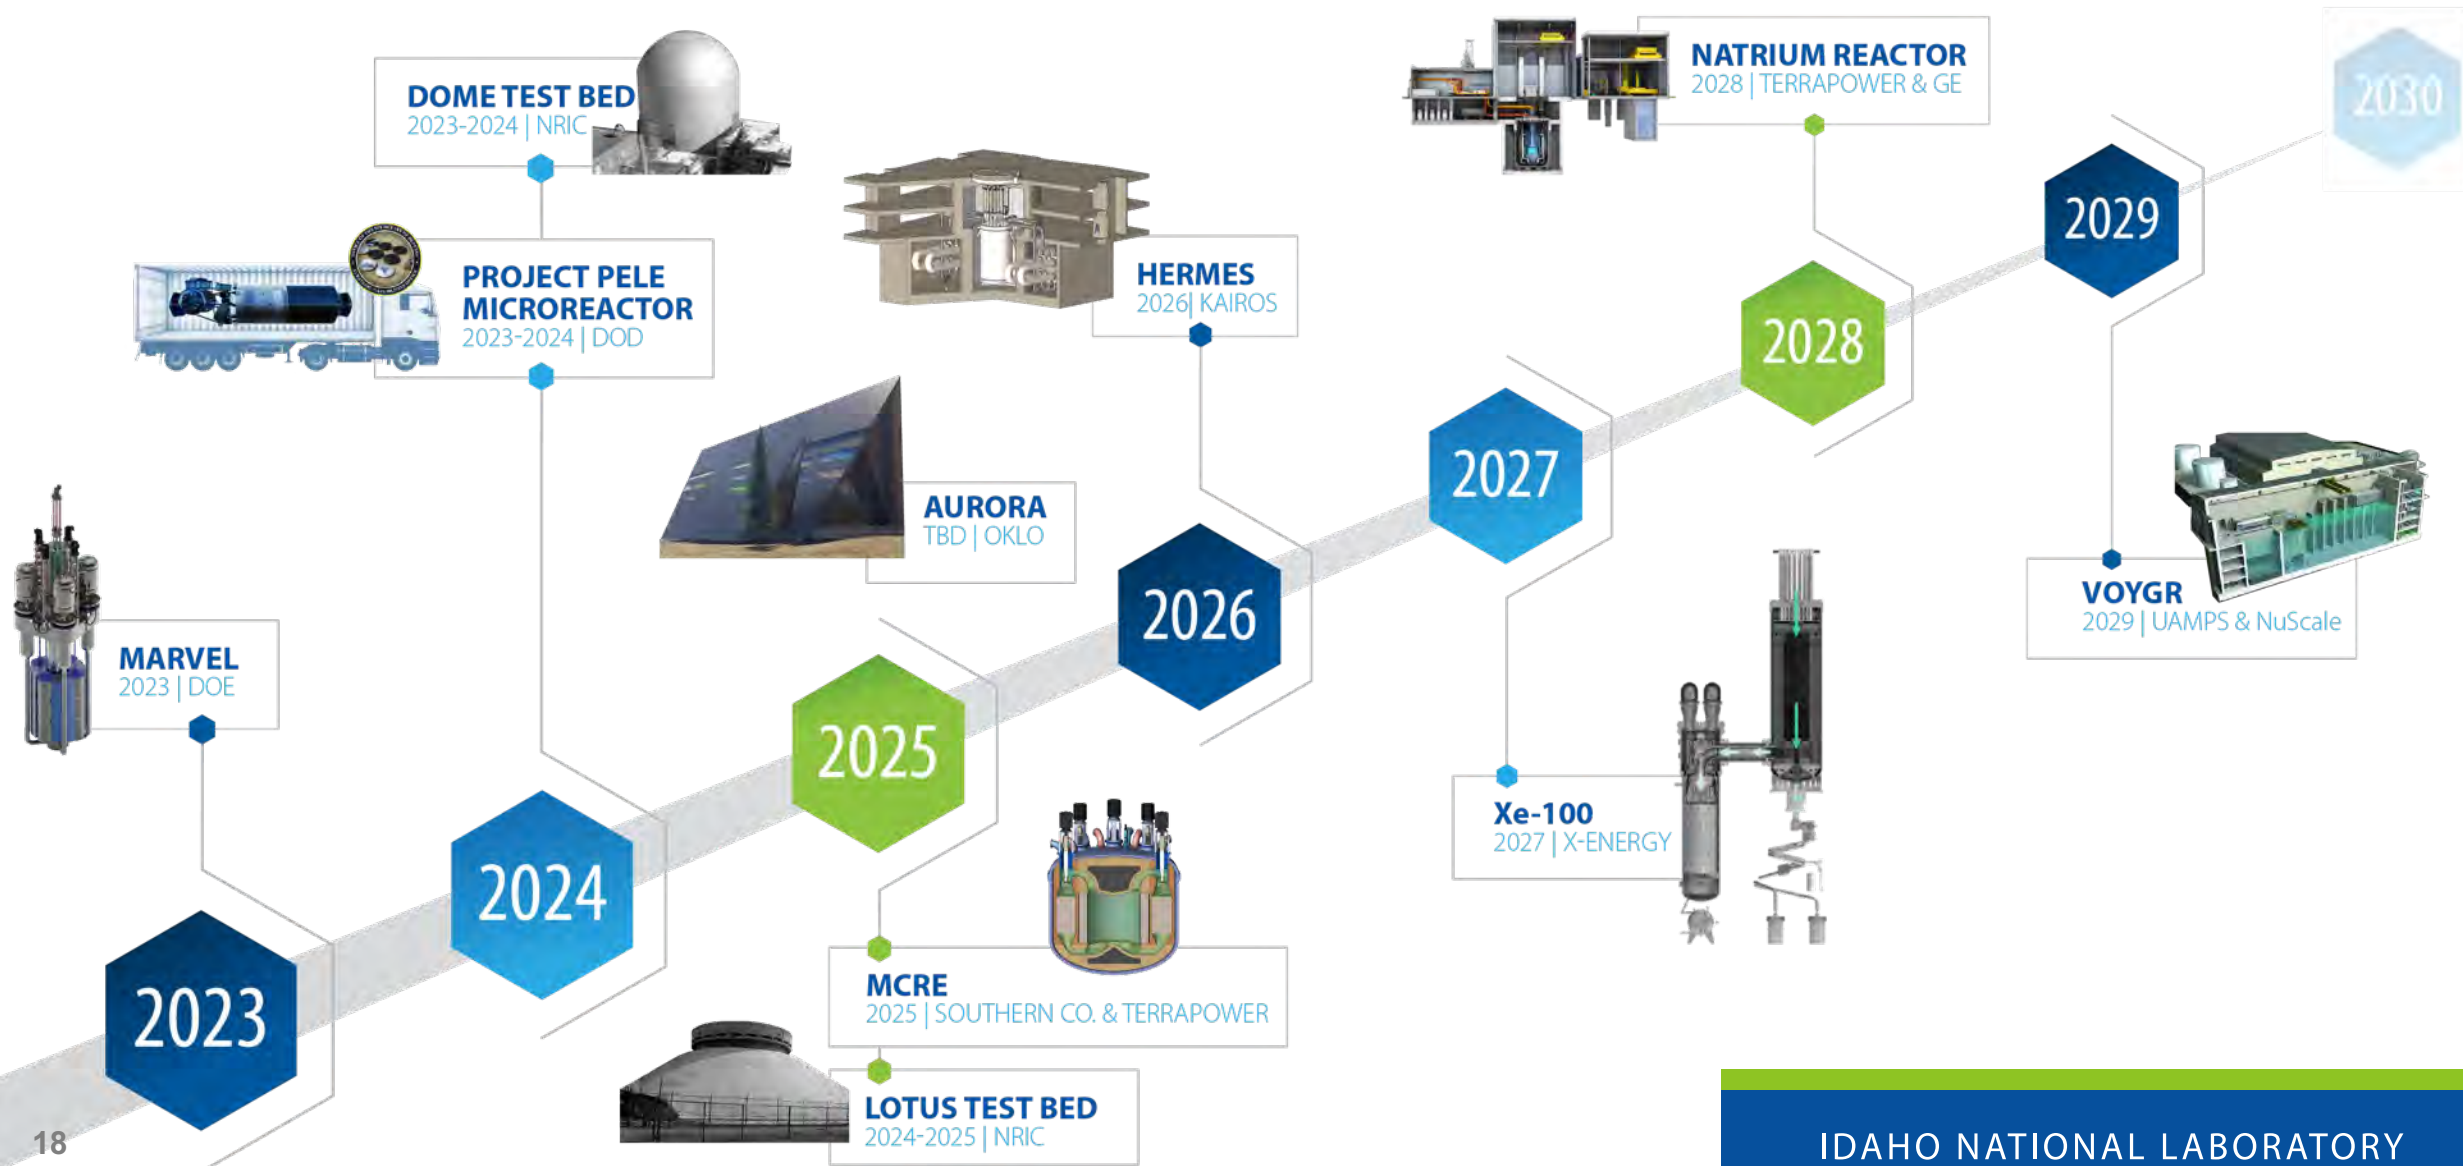 DOME TEST BED
2023-2024 | NRIC
NATRIUM REACTOR
2028 | TERRAPOWER & GE
2030
PROJECT PELE
MICROREACTOR
2023-2024 | DOD
HERMES
2026| KAIROS
2029
2028
AURORA
TBD | OKLO
2027
VOYGR
2029 | UAMPS & NuScale
2026
MARVEL
2023 | DOE
2025
Xe-100
2027 | X-ENERGY
2024
MCRE
2025 | SOUTHERN CO. & TERRAPOWER
2023
LOTUS TEST BED
2024-2025 | NRIC
18
IDAHO NATIONAL LABORATORY